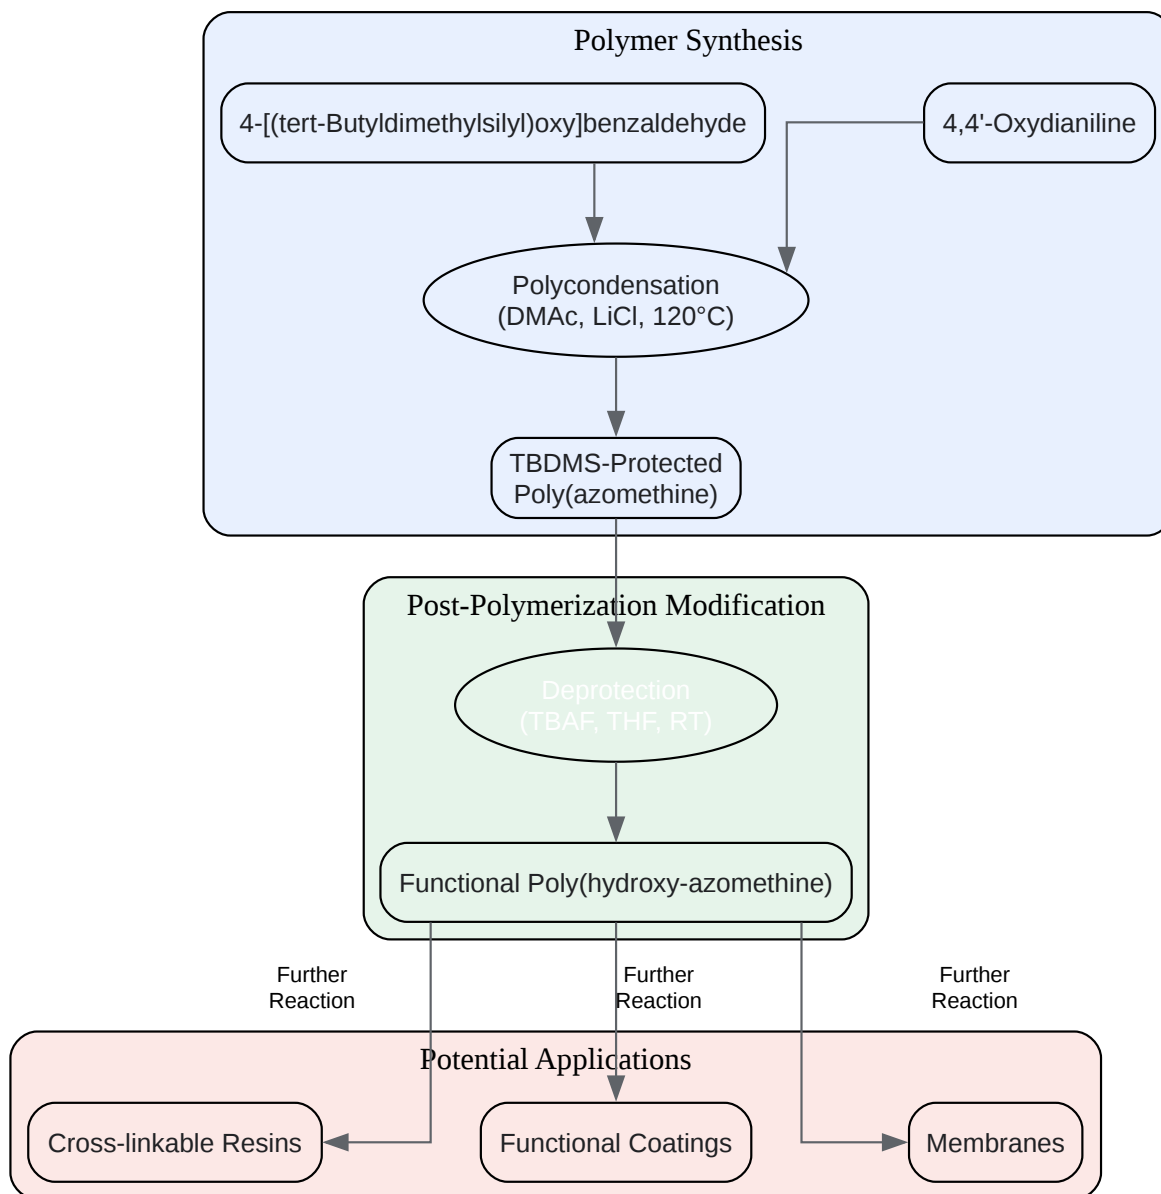 Polymer Synthesis
4-[(tert-Butyldimethylsilyl)oxy]benzaldehyde
4,4'-Oxydianiline
Polycondensation
(DMAc, LiCl, 120°C)
TBDMS-Protected
Poly(azomethine)
Post-Polymerization Modification
Deprotection
(TBAF, THF, RT)
Functional Poly(hydroxy-azomethine)
Further
Reaction
Further
Reaction
Further
Reaction
Potential Applications
Cross-linkable Resins
Functional Coatings
Membranes